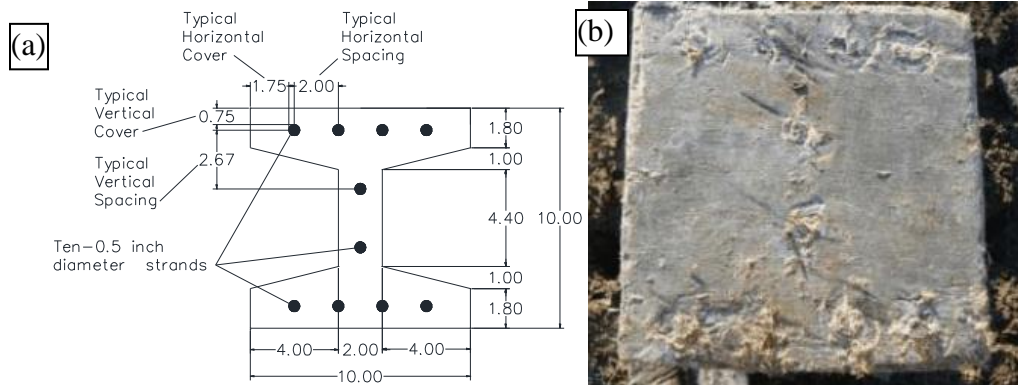 (a)
Typical
Horizontal
Cover
Typical
Horizontal
Spacing
1.75
2.00
Typical
Vertical
Cover
0.75
Typical
Vertical
Spacing
2.67
Ten-0.5 inch
diameter strands
1.80
1.00
4.40
10.00
1.00
1.80
4.00
2.00
4.00
10.00
(b)